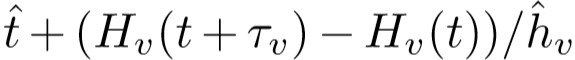 $\hat{t} + (H_v(t + \tau_v) - H_v(t))/\hat{h}_v$